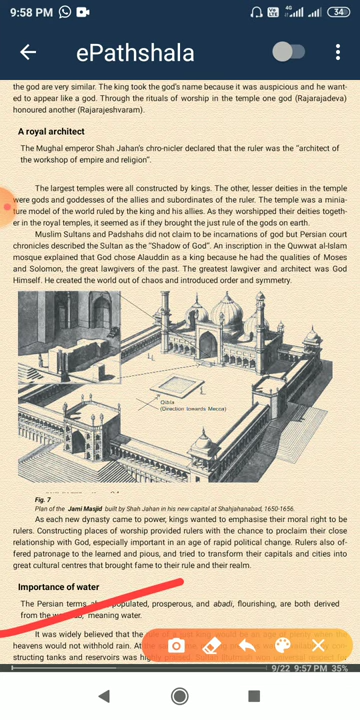 9:58 PM
4G
34
ePathshala
the god are very similar. The king took the god's name because it was auspicious and he want-
ed to appear like a god. Through the rituals of worship in the temple one god (Rajarajadeva)
honoured another (Rajarajeshvaram).
A royal architect
The Mughal emperor Shah Jahan's chro-nicler declared that the ruler was the "architect of
the workshop of empire and religion".
The largest temples were all constructed by kings. The other, lesser deities in the temple
were gods and goddesses of the allies and subordinates of the ruler. The temple was a minia-
ture model of the world ruled by the king and his allies. As they worshipped their deities togeth-
er in the royal temples, it seemed as if they brought the just rule of the gods on earth.
Muslim Sultans and Padshahs did not claim to be incarnations of god but Persian court
chronicles described the Sultan as the "Shadow of God". An inscription in the Quwwat al-Islam
mosque explained that God chose Alauddin as a king because he had the qualities of Moses
and Solomon, the great lawgivers of the past. The greatest lawgiver and architect was God
Himself. He created the world out of chaos and introduced order and symmetry.
Qibla
(Direction towards Mecca)
Fig. 7
Plan of the Jami Masjid built by Shah Jahan in his new capital at Shahjahanabad, 1650-1656.
As each new dynasty came to power, kings wanted to emphasise their moral right to be
rulers. Constructing places of worship provided rulers with the chance to proclaim their close
relationship with God, especially important in an age of rapid political change. Rulers also of-
fered patronage to the learned and pious, and tried to transform their capitals and cities into
great cultural centres that brought fame to their rule and their realm.
Importance of water
The Persian terms populated, prosperous, and abadi, flourishing, are both derived
from the meaning water.
It was widely believed that the
heavens would not withhold rain. At
structing tanks and reservoirs was
9/22 9:57 PM 35%